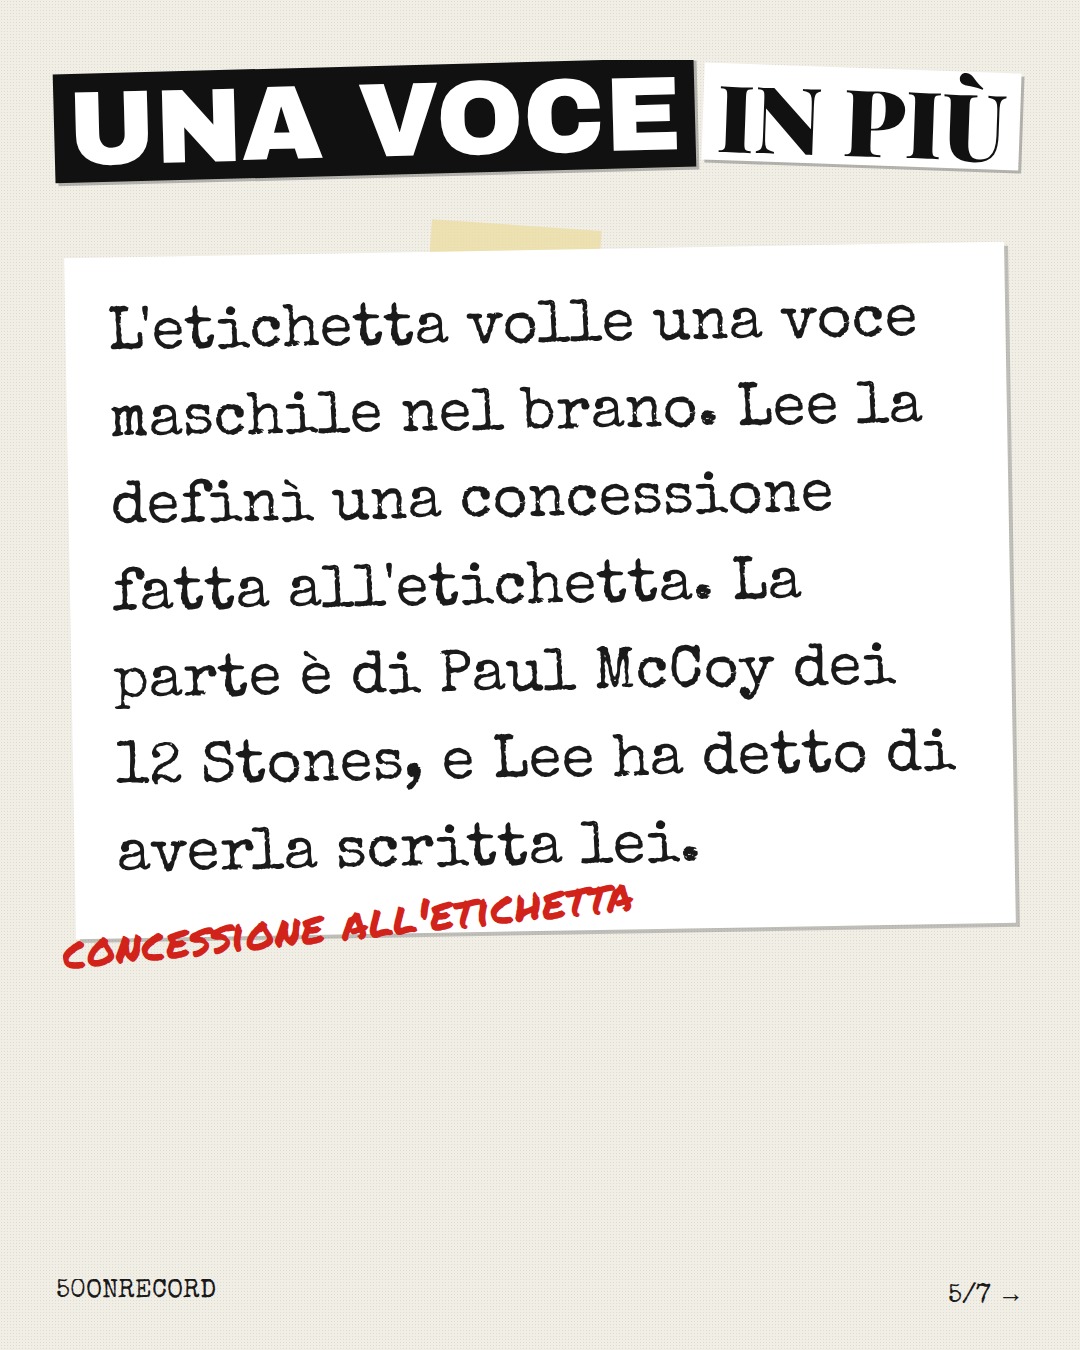 UNA VOCE IN PIÙ
L'etichetta volle una voce
maschile nel brano. Lee la
definì una concessione
fatta all'etichetta. La
parte è di Paul McCoy dei
12 Stones, e Lee ha detto di
averla scritta lei.
CONCESSIONE ALL'ETICHETTA
50ONRECORD
5/7 →